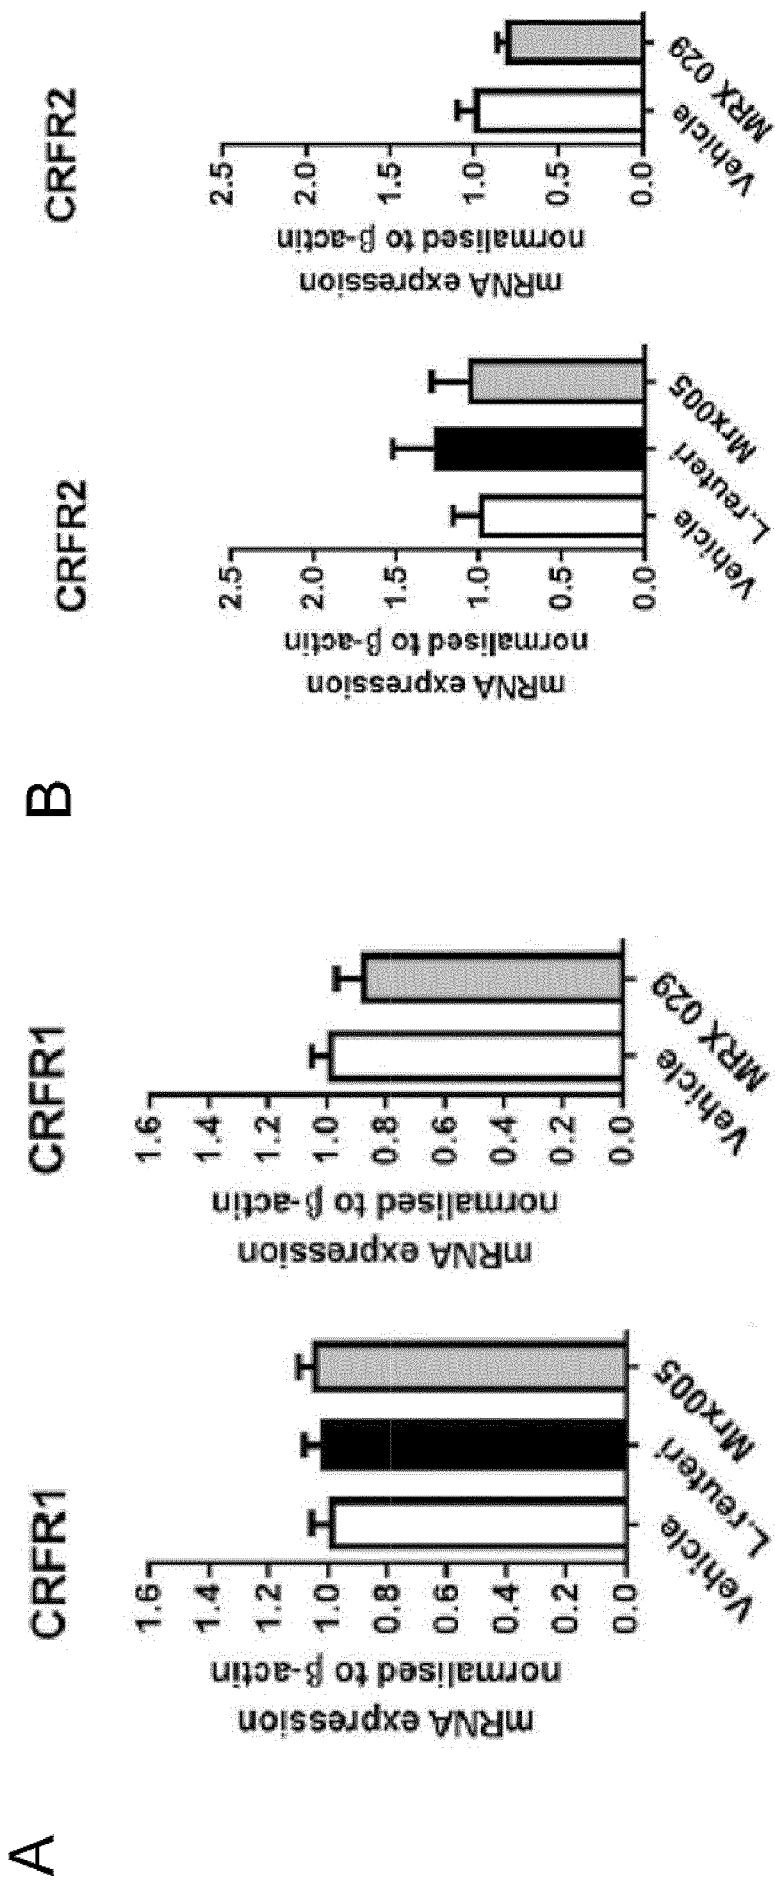 A
CRFR1
mRNA expression
normalised to β-actin
1.6
1.4
1.2
1.0
0.8
0.6
0.4
0.2
0.0
Vehicle
L.reuteri
Mrx005
CRFR1
mRNA expression
normalised to β-actin
1.6
1.4
1.2
1.0
0.8
0.6
0.4
0.2
0.0
Vehicle
MRX 029
B
CRFR2
mRNA expression
normalised to β-actin
2.5
2.0
1.5
1.0
0.5
0.0
Vehicle
L.reuteri
Mrx005
CRFR2
mRNA expression
normalised to β-actin
2.5
2.0
1.5
1.0
0.5
0.0
Vehicle
MRX 029